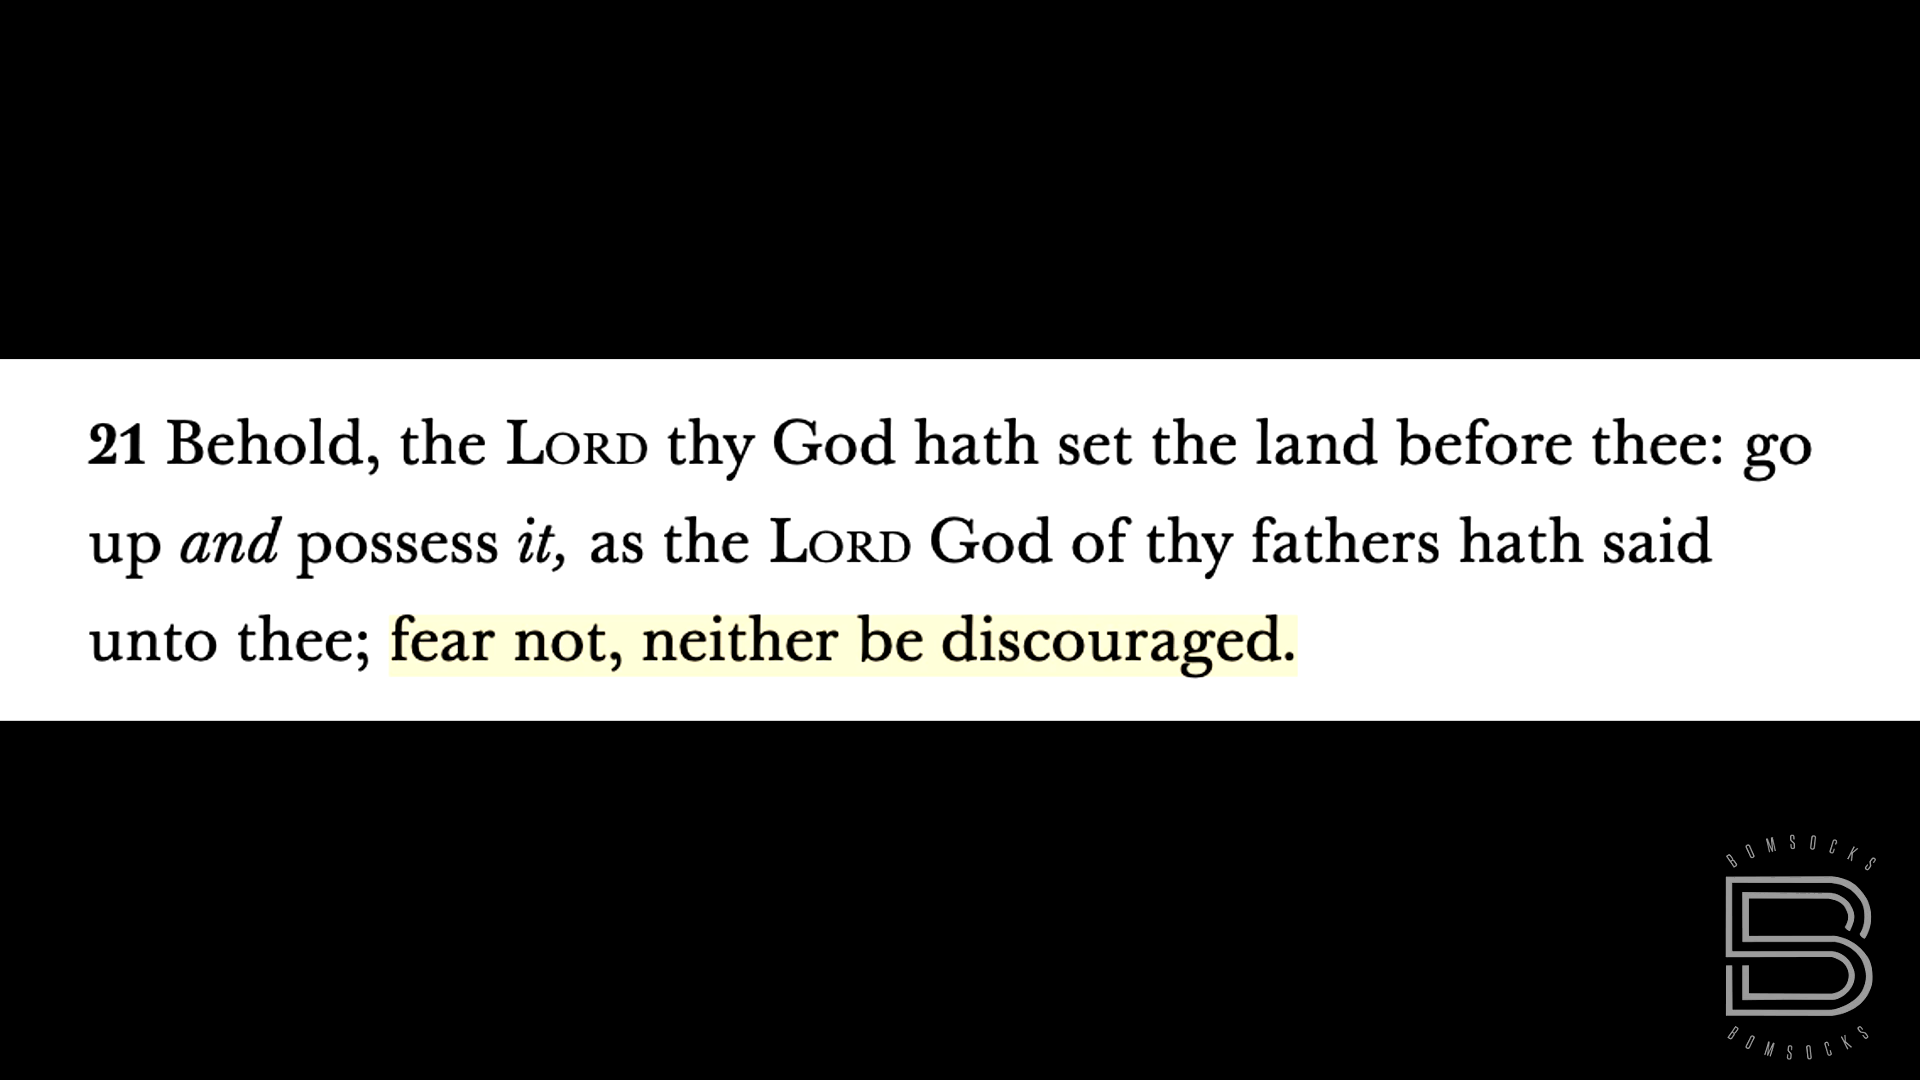 21 Behold, the LORD thy God hath set the land before thee: go
up and possess it, as the LORD God of thy fathers hath said
unto thee; fear not, neither be discouraged.
BOMSOCKS
B
BOMSOCKS